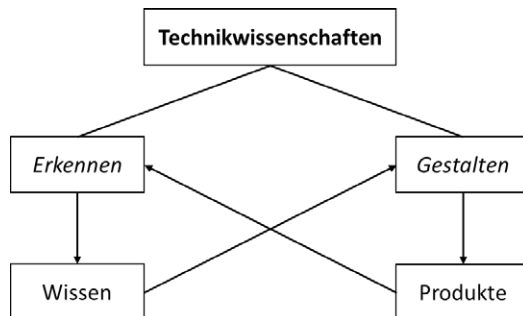 Technikwissenschaften
Erkennen
Gestalten
Wissen
Produkte